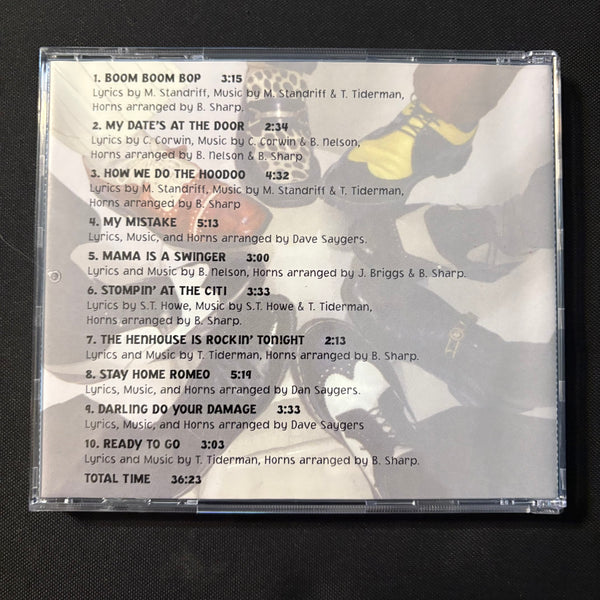 1. BOOM BOOM BOP 3:15
Lyrics by M. Standriff, Music by M. Standriff & T. Tiderman,
Horns arranged by B. Sharp.
2. MY DATE'S AT THE DOOR 2:34
Lyrics by C. Corwin, Music by C. Corwin & B. Nelson,
Horns arranged by B. Nelson & B. Sharp
3. HOW WE DO THE HOODOO 4:32
Lyrics by M. Standriff, Music by M. Standriff & T. Tiderman,
Horns arranged by B. Sharp
4. MY MISTAKE 5:13
Lyrics, Music, and Horns arranged by Dave Saygers.
5. MAMA IS A SWINGER 3:00
Lyrics and Music by B. Nelson, Horns arranged by J. Briggs & B. Sharp.
6. STOMPIN' AT THE CITI 3:33
Lyrics by S.T. Howe, Music by S.T. Howe & T. Tiderman,
Horns arranged by B. Sharp.
7. THE HENHOUSE IS ROCKIN' TONIGHT 2:13
Lyrics and Music by T. Tiderman, Horns arranged by B. Sharp.
8. STAY HOME ROMEO 5:19
Lyrics, Music, and Horns arranged by Dan Saygers.
9. DARLING DO YOUR DAMAGE 3:33
Lyrics, Music, and Horns arranged by Dave Saygers
10. READY TO GO 3:03
Lyrics and Music by T. Tiderman, Horns arranged by B. Sharp.
TOTAL TIME 36:23